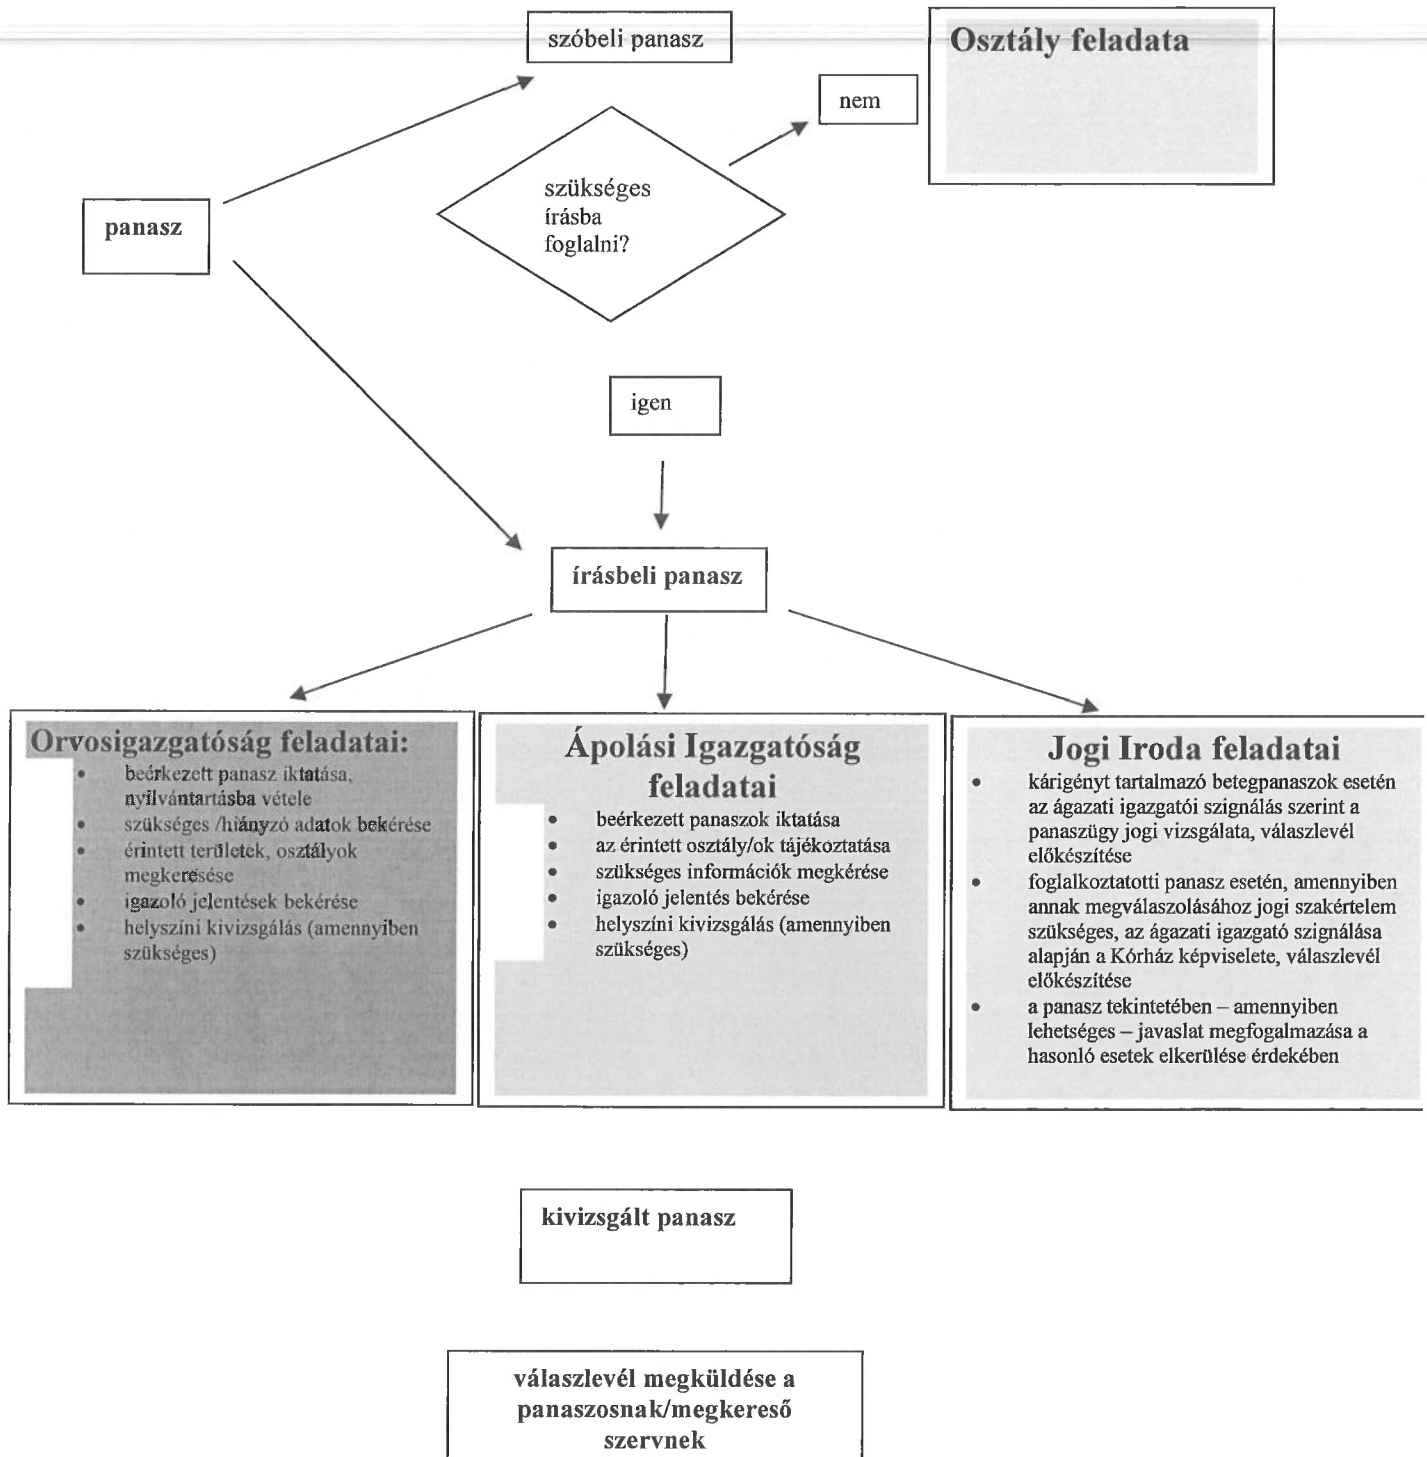 szóbeli panasz
Osztály feladata
nem
szükséges
írásba
foglalni?
panasz
igen
írásbeli panasz
Orvosigazgatóság feladatai:
• beérkezett panasz iktatása,
nyilvántartásba vétele
• szükséges /hiányzó adatok bekérése
• érintett területek, osztályok
megkeresése
• igazoló jelentések bekérése
• helyszíni kivizsgálás (amennyiben
szükséges)
Ápolási Igazgatóság
feladatai
• beérkezett panaszok iktatása
• az érintett osztály/ok tájékoztatása
• szükséges információk megkérése
• igazoló jelentés bekérése
• helyszíni kivizsgálás (amennyiben
szükséges)
Jogi Iroda feladatai
• kárigényt tartalmazó betegpanaszok esetén
az ágazati igazgatói szignálás szerint a
panaszügy jogi vizsgálata, válaszlevél
előkészítése
• foglalkoztatotti panasz esetén, amennyiben
annak megválaszolásához jogi szakértelem
szükséges, az ágazati igazgató szignálása
alapján a Kórház képviselete, válaszlevél
előkészítése
• a panasz tekintetében – amennyiben
lehetséges – javaslat megfogalmazása a
hasonló esetek elkerülése érdekében
kivizsgált panasz
válaszlevél megküldése a
panaszosnak/megkereső
szervnek